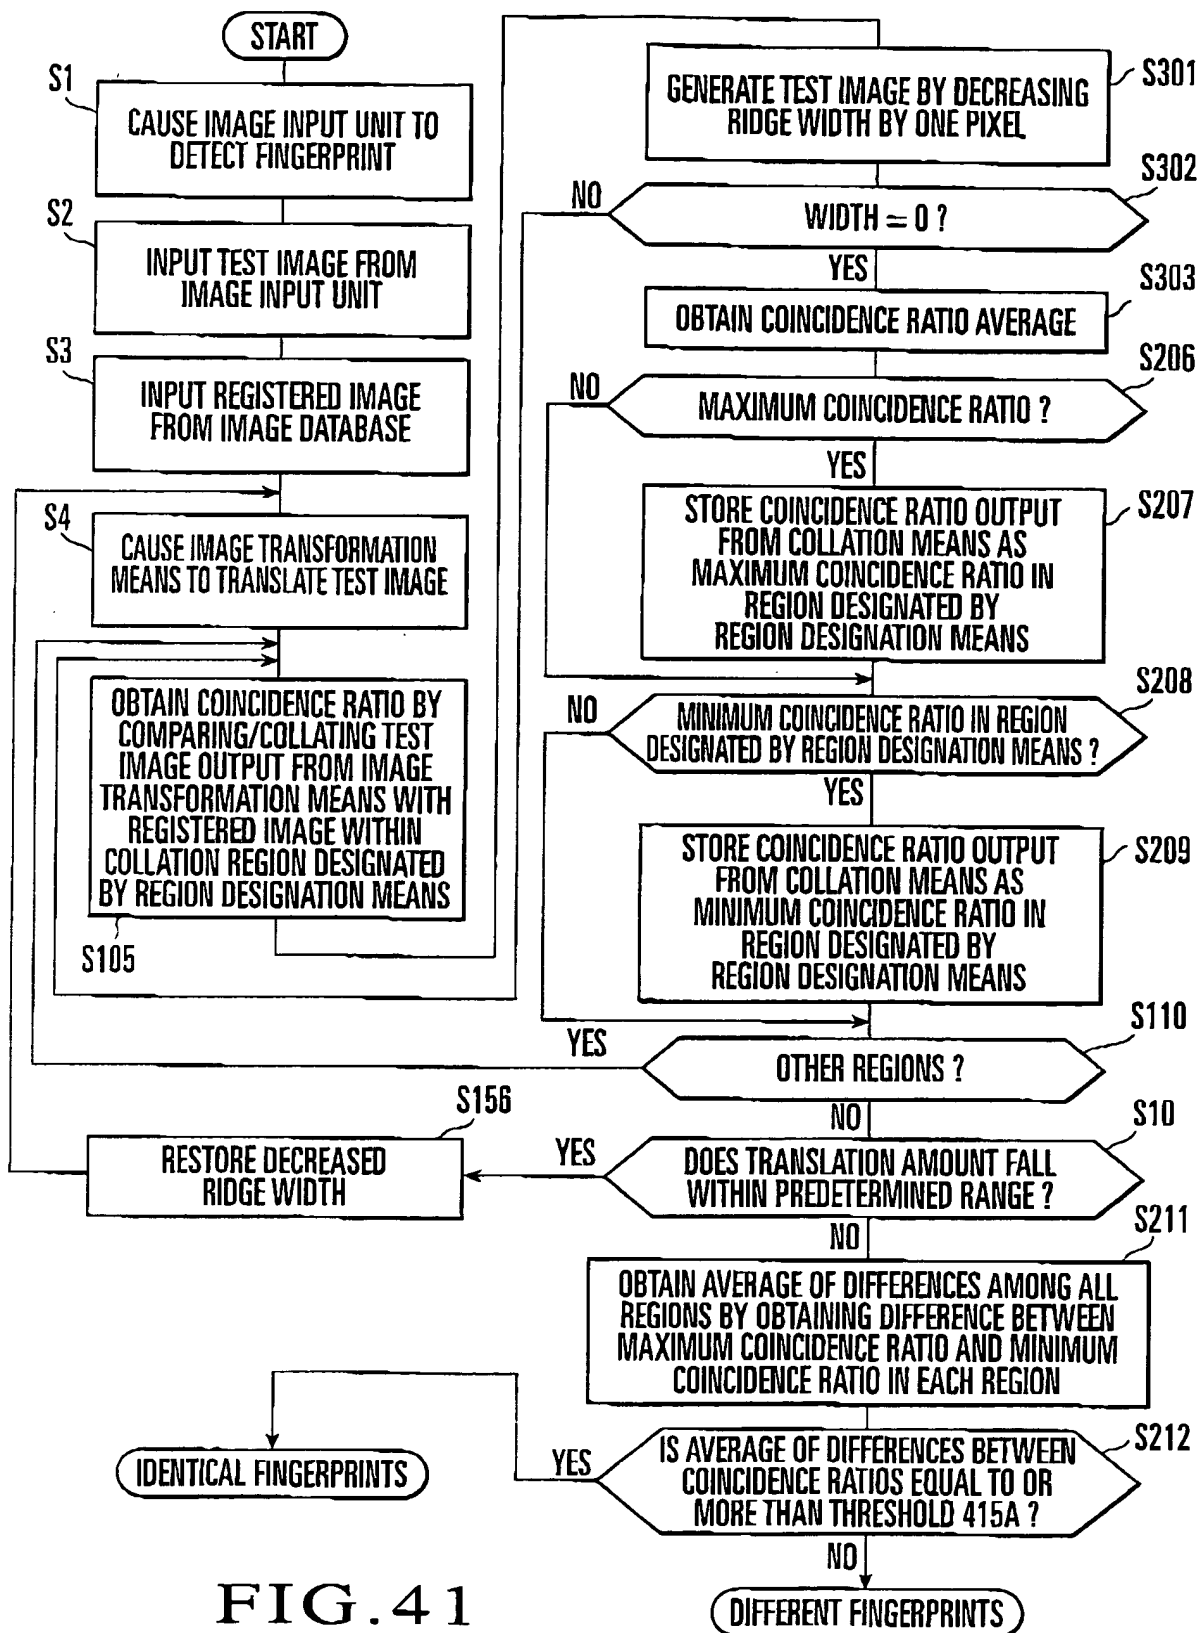 START
S1
CAUSE IMAGE INPUT UNIT TO
DETECT FINGERPRINT
S2
INPUT TEST IMAGE FROM
IMAGE INPUT UNIT
S3
INPUT REGISTERED IMAGE
FROM IMAGE DATABASE
S4
CAUSE IMAGE TRANSFORMATION
MEANS TO TRANSLATE TEST IMAGE
OBTAIN COINCIDENCE RATIO BY
COMPARING/COLLATING TEST
IMAGE OUTPUT FROM IMAGE
TRANSFORMATION MEANS WITH
REGISTERED IMAGE WITHIN
COLLATION REGION DESIGNATED
BY REGION DESIGNATION MEANS
S105
S301
GENERATE TEST IMAGE BY DECREASING
RIDGE WIDTH BY ONE PIXEL
S302
NO
WIDTH = 0 ?
YES
S303
OBTAIN COINCIDENCE RATIO AVERAGE
S206
NO
MAXIMUM COINCIDENCE RATIO ?
YES
S207
STORE COINCIDENCE RATIO OUTPUT
FROM COLLATION MEANS AS
MAXIMUM COINCIDENCE RATIO IN
REGION DESIGNATED BY
REGION DESIGNATION MEANS
S208
NO
MINIMUM COINCIDENCE RATIO IN REGION
DESIGNATED BY REGION DESIGNATION MEANS ?
YES
S209
STORE COINCIDENCE RATIO OUTPUT
FROM COLLATION MEANS AS
MINIMUM COINCIDENCE RATIO IN
REGION DESIGNATED BY
REGION DESIGNATION MEANS
S110
YES
OTHER REGIONS ?
NO
S10
DOES TRANSLATION AMOUNT FALL
WITHIN PREDETERMINED RANGE ?
YES
S156
RESTORE DECREASED
RIDGE WIDTH
NO
S211
OBTAIN AVERAGE OF DIFFERENCES AMONG ALL
REGIONS BY OBTAINING DIFFERENCE BETWEEN
MAXIMUM COINCIDENCE RATIO AND MINIMUM
COINCIDENCE RATIO IN EACH REGION
S212
IS AVERAGE OF DIFFERENCES BETWEEN
COINCIDENCE RATIOS EQUAL TO OR
MORE THAN THRESHOLD 415A ?
YES
IDENTICAL FINGERPRINTS
NO
DIFFERENT FINGERPRINTS
FIG.41